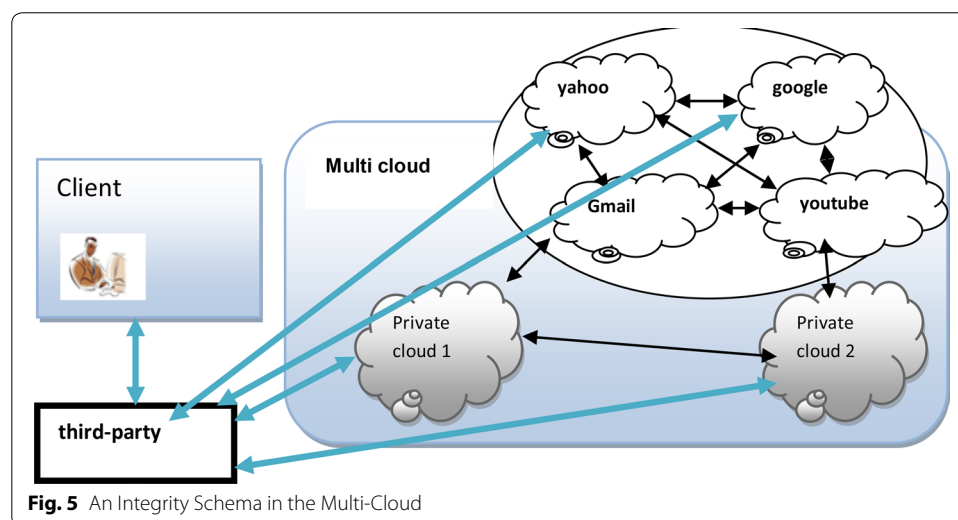 yahoo
google
Multi cloud
Client
Gmail
youtube
Private
cloud 1
Private
cloud 2
third-party
Fig. 5 An Integrity Schema in the Multi-Cloud